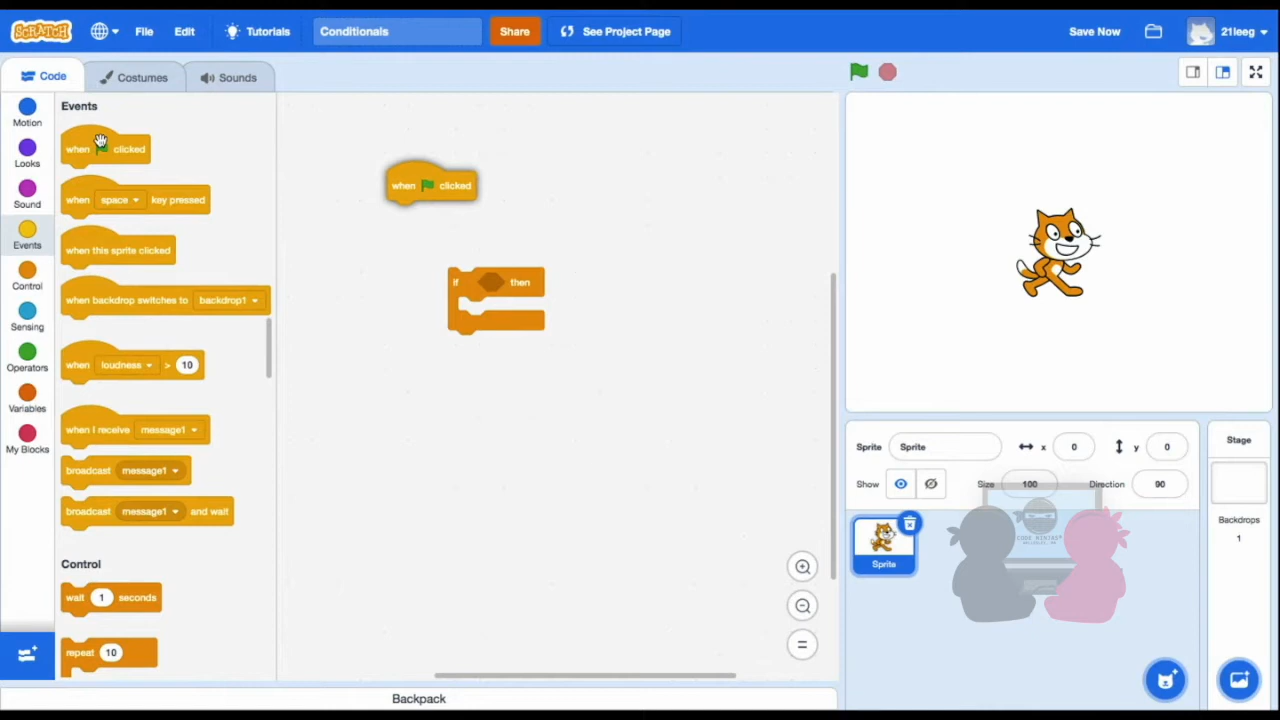 SCRATCH
File
Edit
Tutorials
Conditionals
Share
See Project Page
Save Now
21leeg
Code
Costumes
Sounds
Motion
Looks
Sound
Events
Control
Sensing
Operators
Variables
My Blocks
Events
when clicked
when space key pressed
when this sprite clicked
when backdrop switches to backdrop1
when loudness > 10
when I receive message1
broadcast message1
broadcast message1 and wait
Control
wait 1 seconds
repeat 10
when clicked
if then
Sprite Sprite x 0 y 0
Show Size 100 Direction 90
Sprite
CODE NINJAS
Stage
Backdrops
1
Backpack